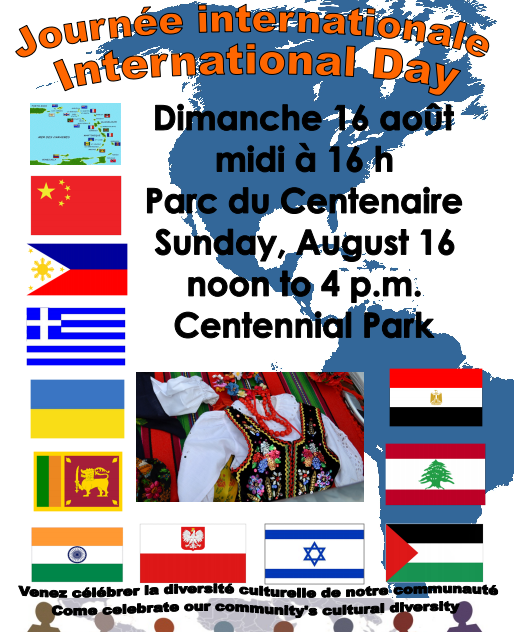 Journée internationale
International Day
Dimanche 16 août
midi à 16 h
Parc du Centenaire
Sunday, August 16
noon to 4 p.m.
Centennial Park
Venez célébrer la diversité culturelle de notre communauté
Come celebrate our community's cultural diversity